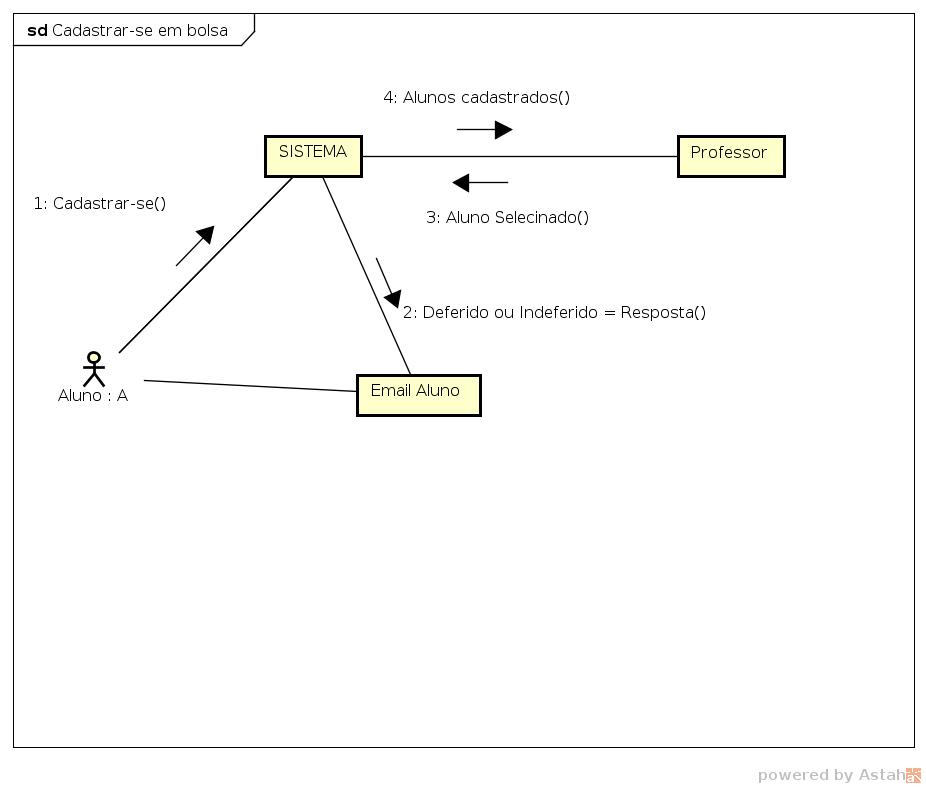 sd Cadastrar-se em bolsa
4: Alunos cadastrados()
SISTEMA
Professor
1: Cadastrar-se()
3: Aluno Selecinado()
2: Deferido ou Indeferido = Resposta()
Aluno : A
Email Aluno
powered by Astah